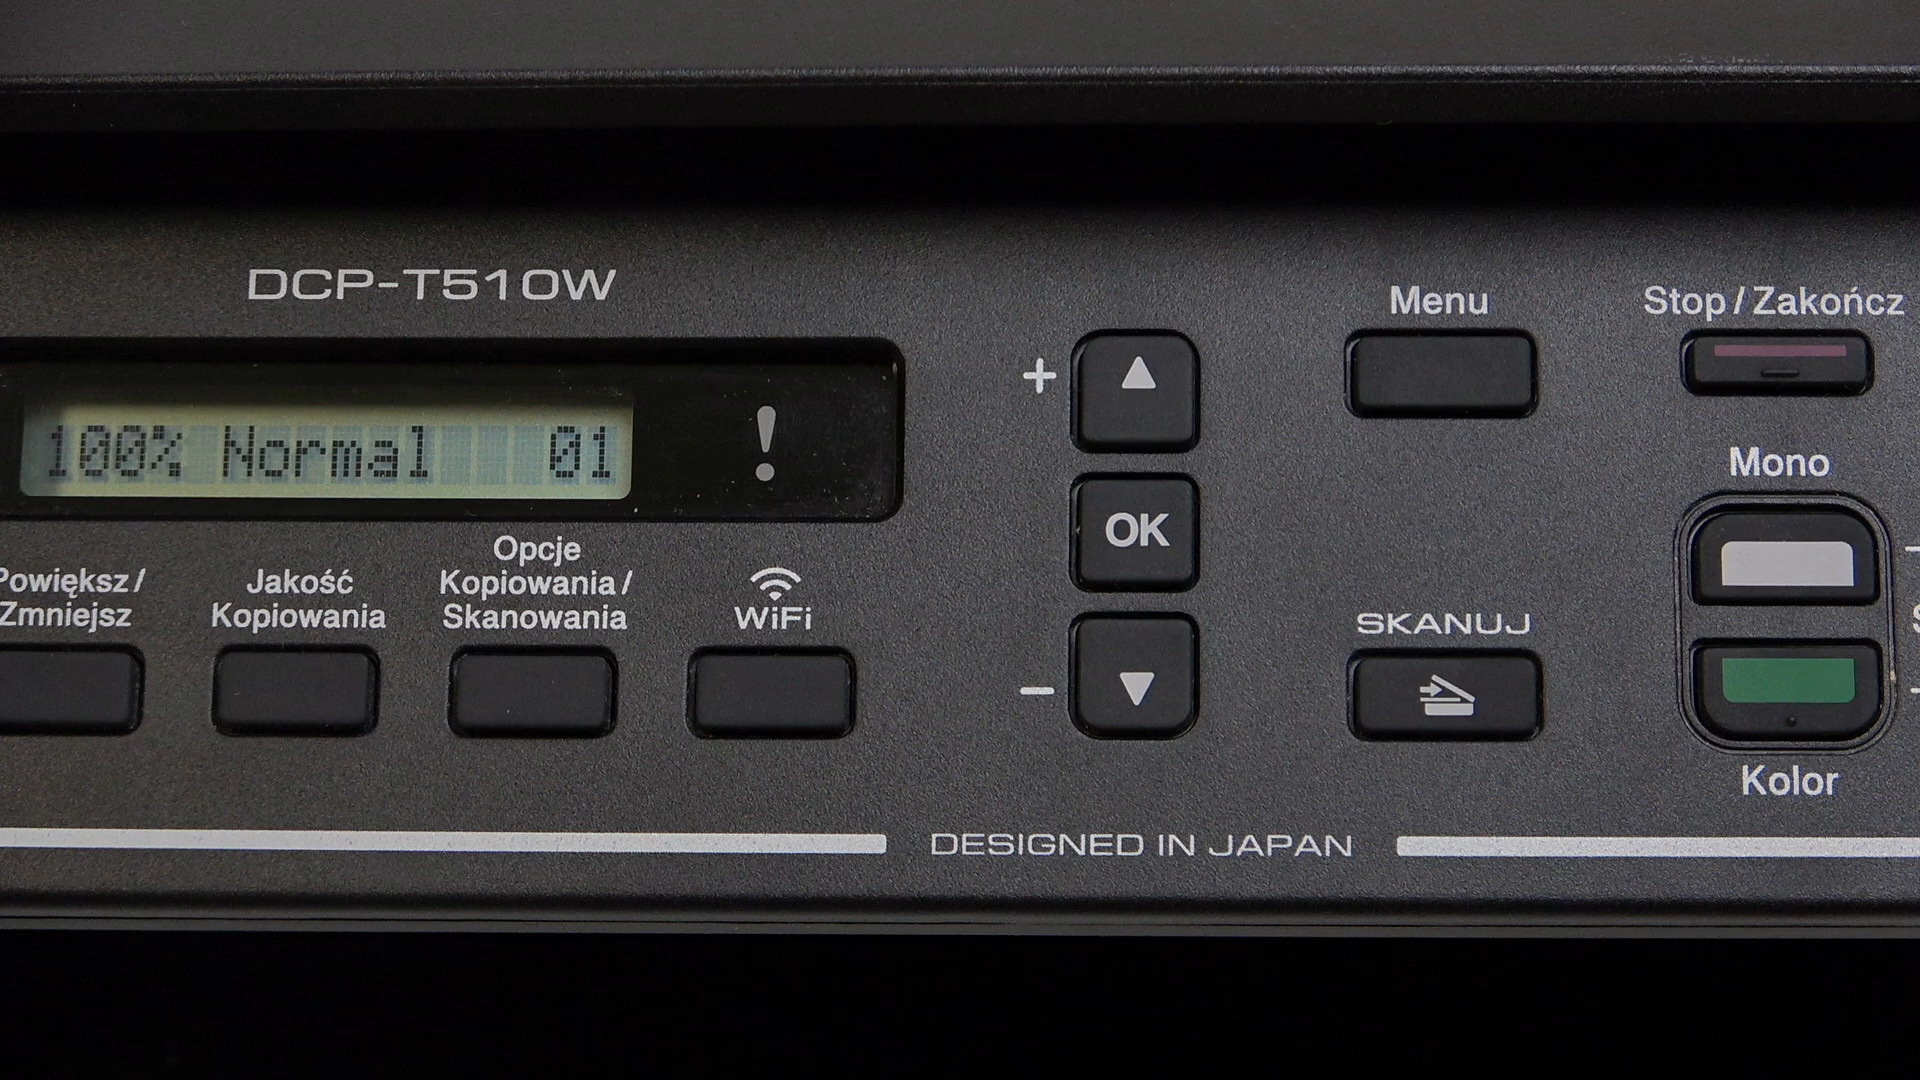 DCP-T510W
100% Normal 01
!
Powiększ/
Zmniejsz
Jakość
Kopiowania
Opcje
Kopiowania/
Skanowania
WiFi
+
OK
−
Menu
Stop/Zakończ
SKANUJ
Mono
Kolor
DESIGNED IN JAPAN